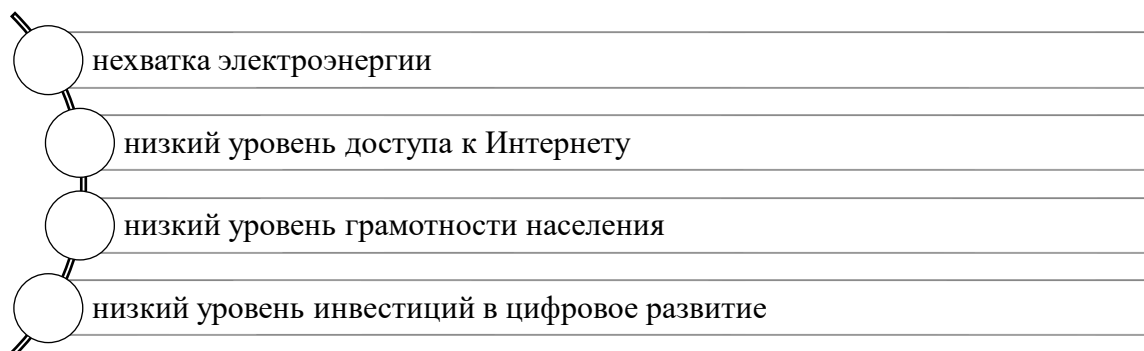 нехватка электроэнергии
низкий уровень доступа к Интернету
низкий уровень грамотности населения
низкий уровень инвестиций в цифровое развитие